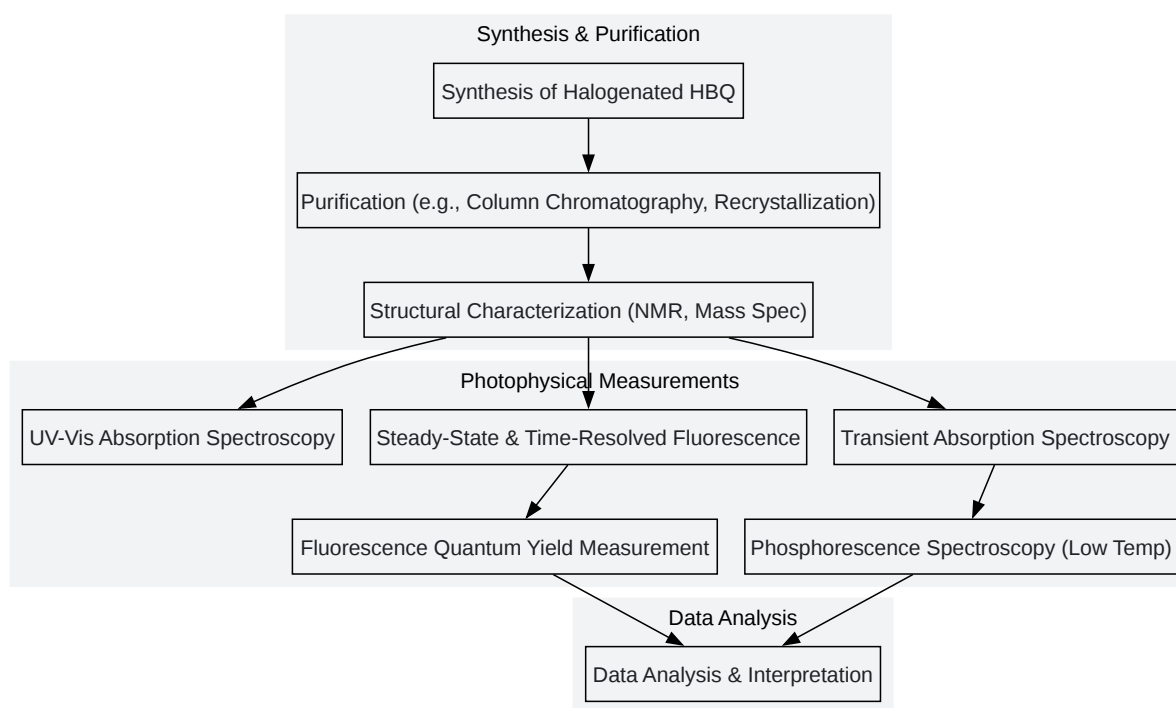 Synthesis & Purification
Synthesis of Halogenated HBQ
Purification (e.g., Column Chromatography, Recrystallization)
Structural Characterization (NMR, Mass Spec)
Photophysical Measurements
UV-Vis Absorption Spectroscopy
Steady-State & Time-Resolved Fluorescence
Transient Absorption Spectroscopy
Fluorescence Quantum Yield Measurement
Phosphorescence Spectroscopy (Low Temp)
Data Analysis
Data Analysis & Interpretation